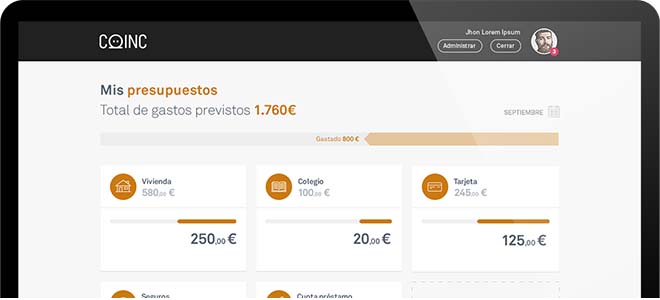 COINC
Jhon Lorem Ipsum
Administrar
Cerrar
3
Mis presupuestos
Total de gastos previstos 1.760€
SEPTIEMBRE
Gastado 800 €
Vivienda
580,00 €
250,00 €
Colegio
100,00 €
20,00 €
Tarjeta
245,00 €
125,00 €
Seguros
Cuota préstamo